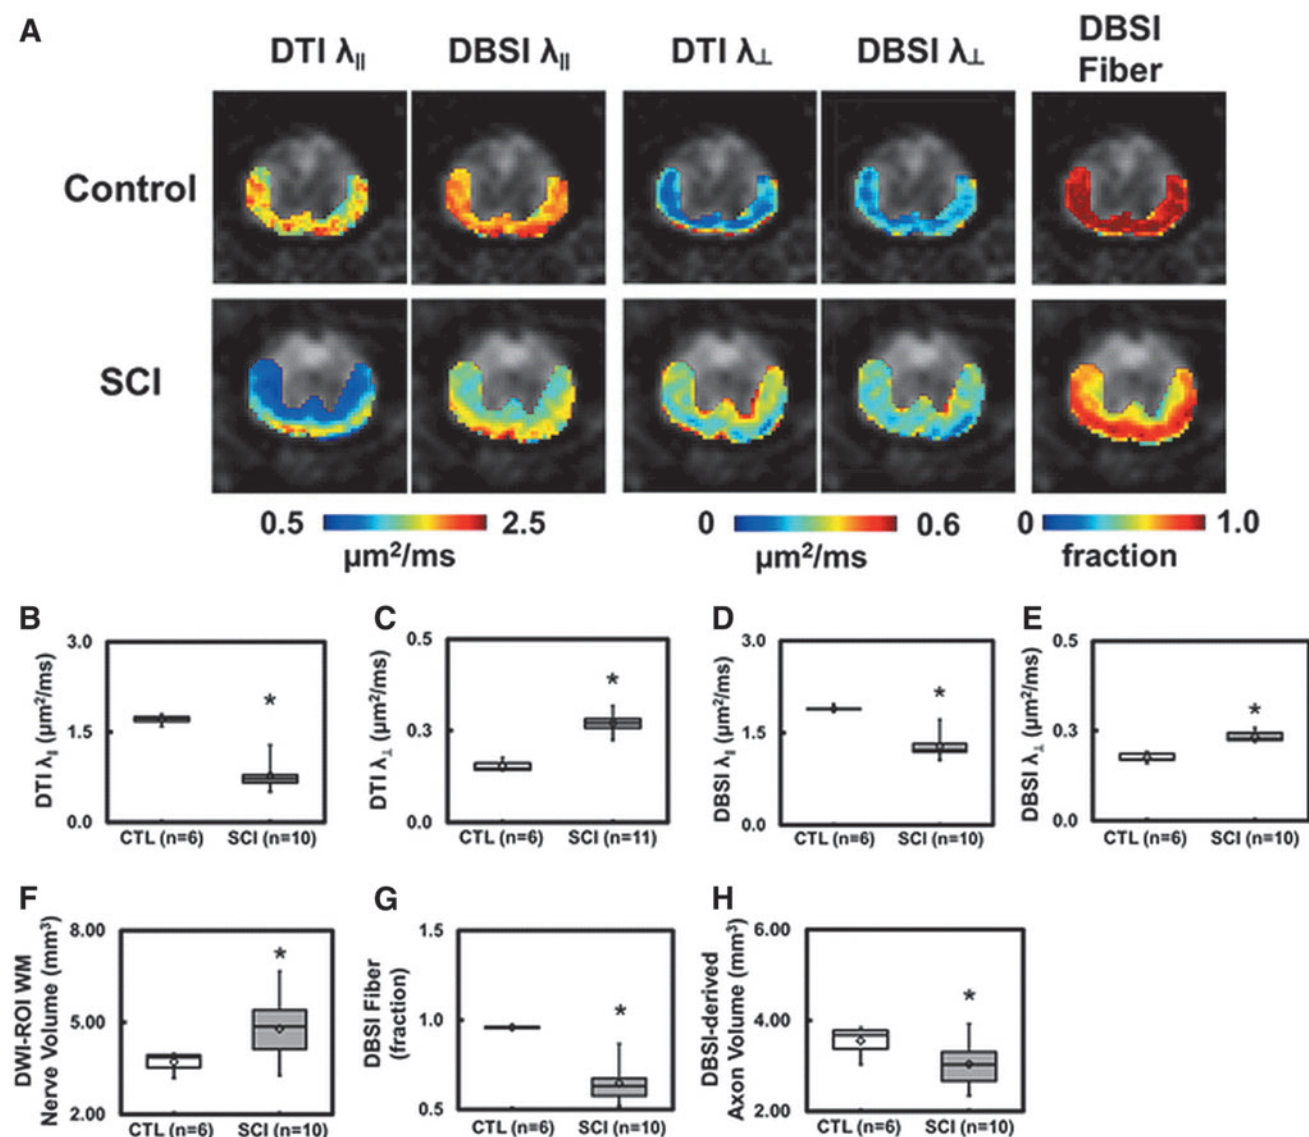 A
DTI λ||
DBSI λ||
DTI λ⊥
DBSI λ⊥
DBSI
Fiber
Control
SCI
0.5
2.5
µm²/ms
0
0.6
µm²/ms
0
1.0
fraction
B
DTI λ|| (µm²/ms)
3.0
1.5
0.0
*
CTL (n=6)
SCI (n=10)
C
DTI λ⊥ (µm²/ms)
0.5
0.3
0.0
*
CTL (n=6)
SCI (n=11)
D
DBSI λ|| (µm²/ms)
3.0
1.5
0.0
*
CTL (n=6)
SCI (n=10)
E
DBSI λ⊥ (µm²/ms)
0.5
0.3
0.0
*
CTL (n=6)
SCI (n=10)
F
DWI-ROI WM
Nerve Volume (mm³)
8.00
5.00
2.00
*
CTL (n=6)
SCI (n=10)
G
DBSI Fiber
(fraction)
1.5
1.0
0.5
*
CTL (n=6)
SCI (n=10)
H
DBSI-derived
Axon Volume (mm³)
6.00
4.00
2.00
*
CTL (n=6)
SCI (n=10)